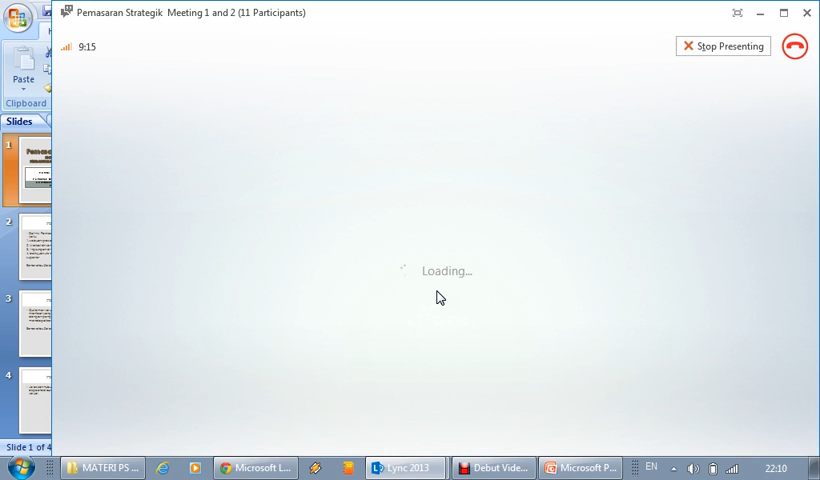 Pemasaran Strategik  Meeting 1 and 2 (11 Participants)
9:15
Stop Presenting
Paste
Clipboard
Slides
1
2
3
4
Loading...
Slide 1 of 4
MATERI PS ...
Microsoft L...
Lync 2013
Debut Vide...
Microsoft P...
EN
22:10